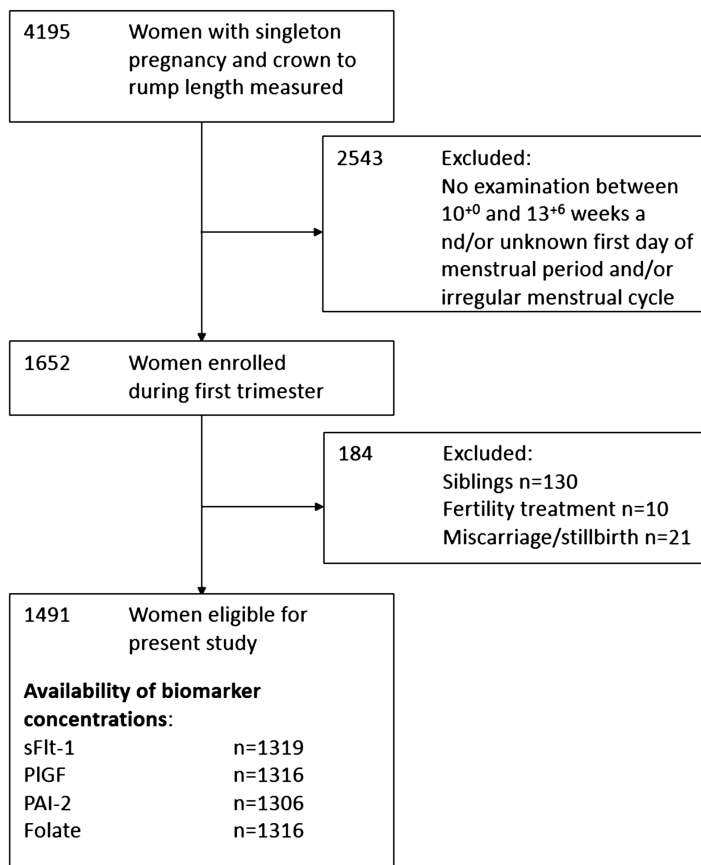 4195 Women with singleton
pregnancy and crown to
rump length measured
2543 Excluded:
No examination between
10⁺⁰ and 13⁺⁶ weeks a
nd/or unknown first day of
menstrual period and/or
irregular menstrual cycle
1652 Women enrolled
during first trimester
184 Excluded:
Siblings n=130
Fertility treatment n=10
Miscarriage/stillbirth n=21
1491 Women eligible for
present study
Availability of biomarker
concentrations:
sFlt-1 n=1319
PlGF n=1316
PAI-2 n=1306
Folate n=1316